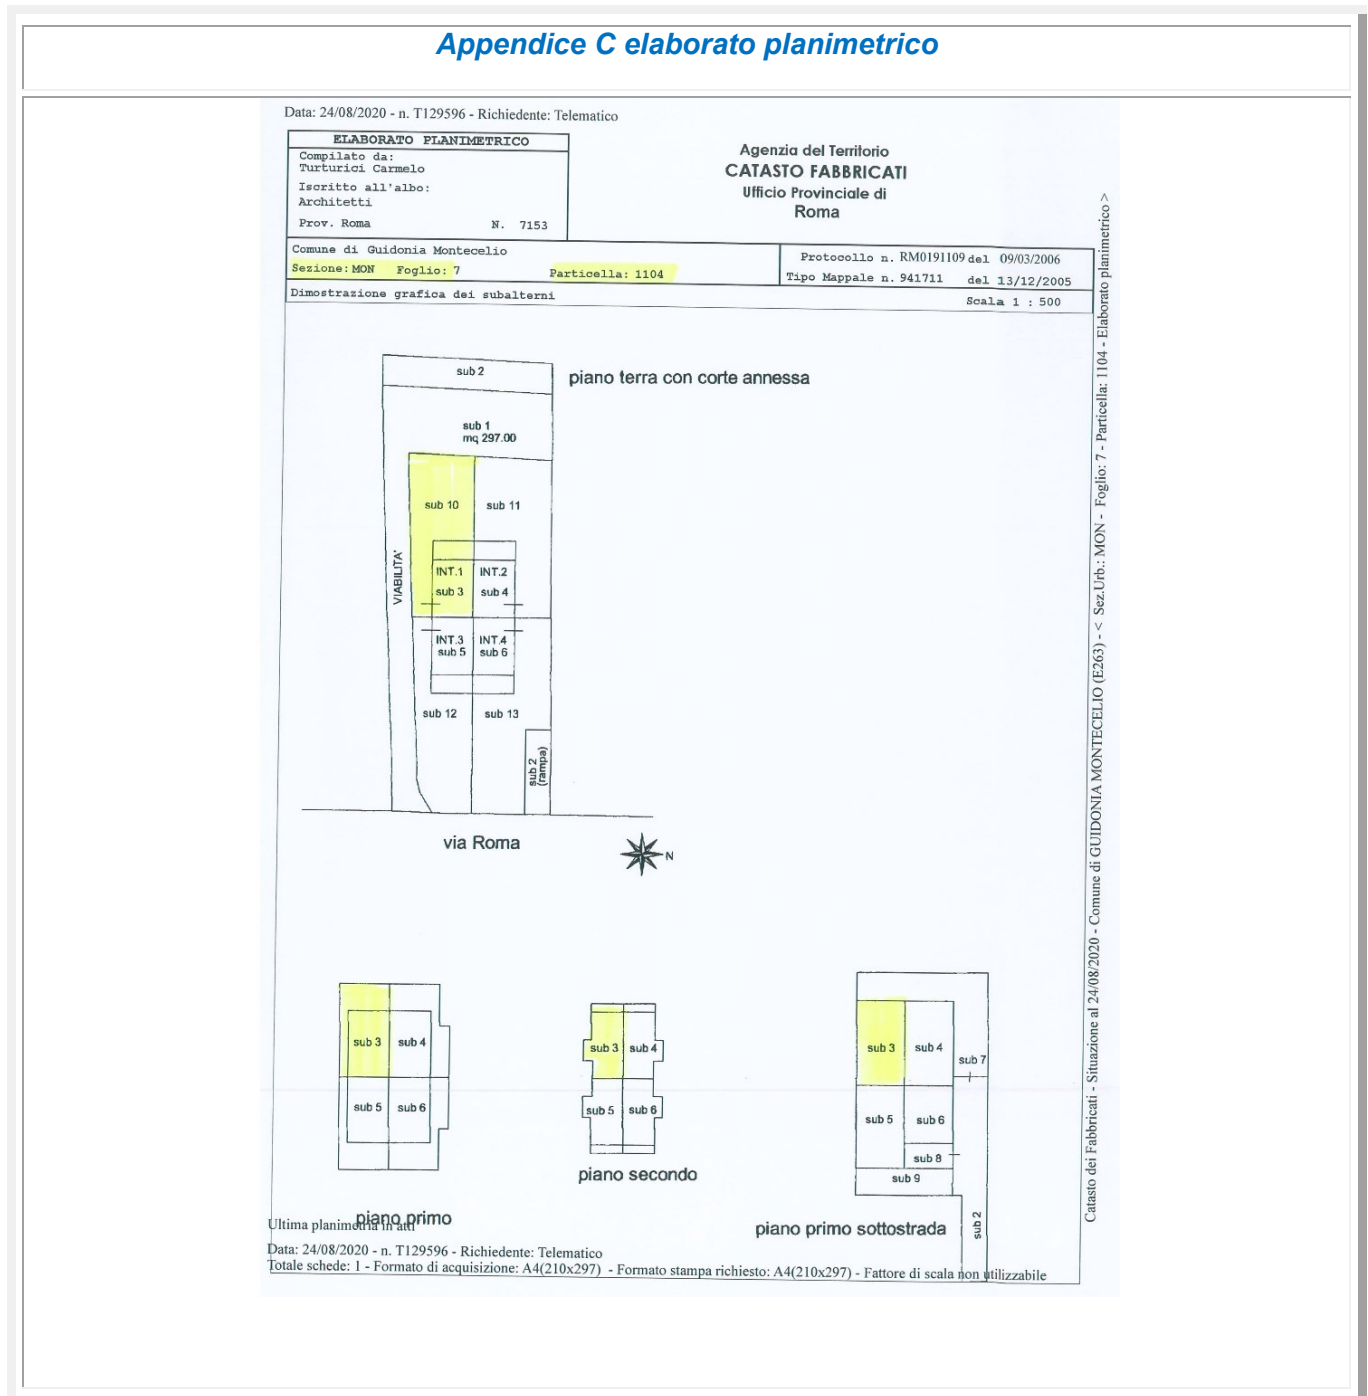 Appendice C elaborato planimetrico
Data: 24/08/2020 - n. T129596 - Richiedente: Telematico
ELABORATO PLANIMETRICO
Compilato da:
Turturici Carmelo
Iscritto all'albo:
Architetti
Prov. Roma N. 7153
Agenzia del Territorio
CATASTO FABBRICATI
Ufficio Provinciale di
Roma
Comune di Guidonia Montecelio
Sezione: MON Foglio: 7 Particella: 1104
Protocollo n. RM0191109 del 09/03/2006
Tipo Mappale n. 941711 del 13/12/2005
Dimostrazione grafica dei subalterni
Scala 1 : 500
sub 2
piano terra con corte annessa
sub 1
mq 297.00
sub 10 sub 11
VIABILITA'
INT.1 INT.2
sub 3 sub 4
INT.3 INT.4
sub 5 sub 6
sub 12 sub 13
sub 2
(rampa)
via Roma
N
sub 3 sub 4
sub 5 sub 6
piano primo
sub 3 sub 4
sub 5 sub 6
piano secondo
sub 3 sub 4
sub 7
sub 5 sub 6
sub 8
sub 9
sub 2
piano primo sottostrada
Ultima planimetria in atti
Data: 24/08/2020 - n. T129596 - Richiedente: Telematico
Totale schede: 1 - Formato di acquisizione: A4(210x297) - Formato stampa richiesto: A4(210x297) - Fattore di scala non utilizzabile
Catasto dei Fabbricati - Situazione al 24/08/2020 - Comune di GUIDONIA MONTECELIO (E263) - < Sez.Urb.: MON - Foglio: 7 - Particella: 1104 - Elaborato planimetrico >